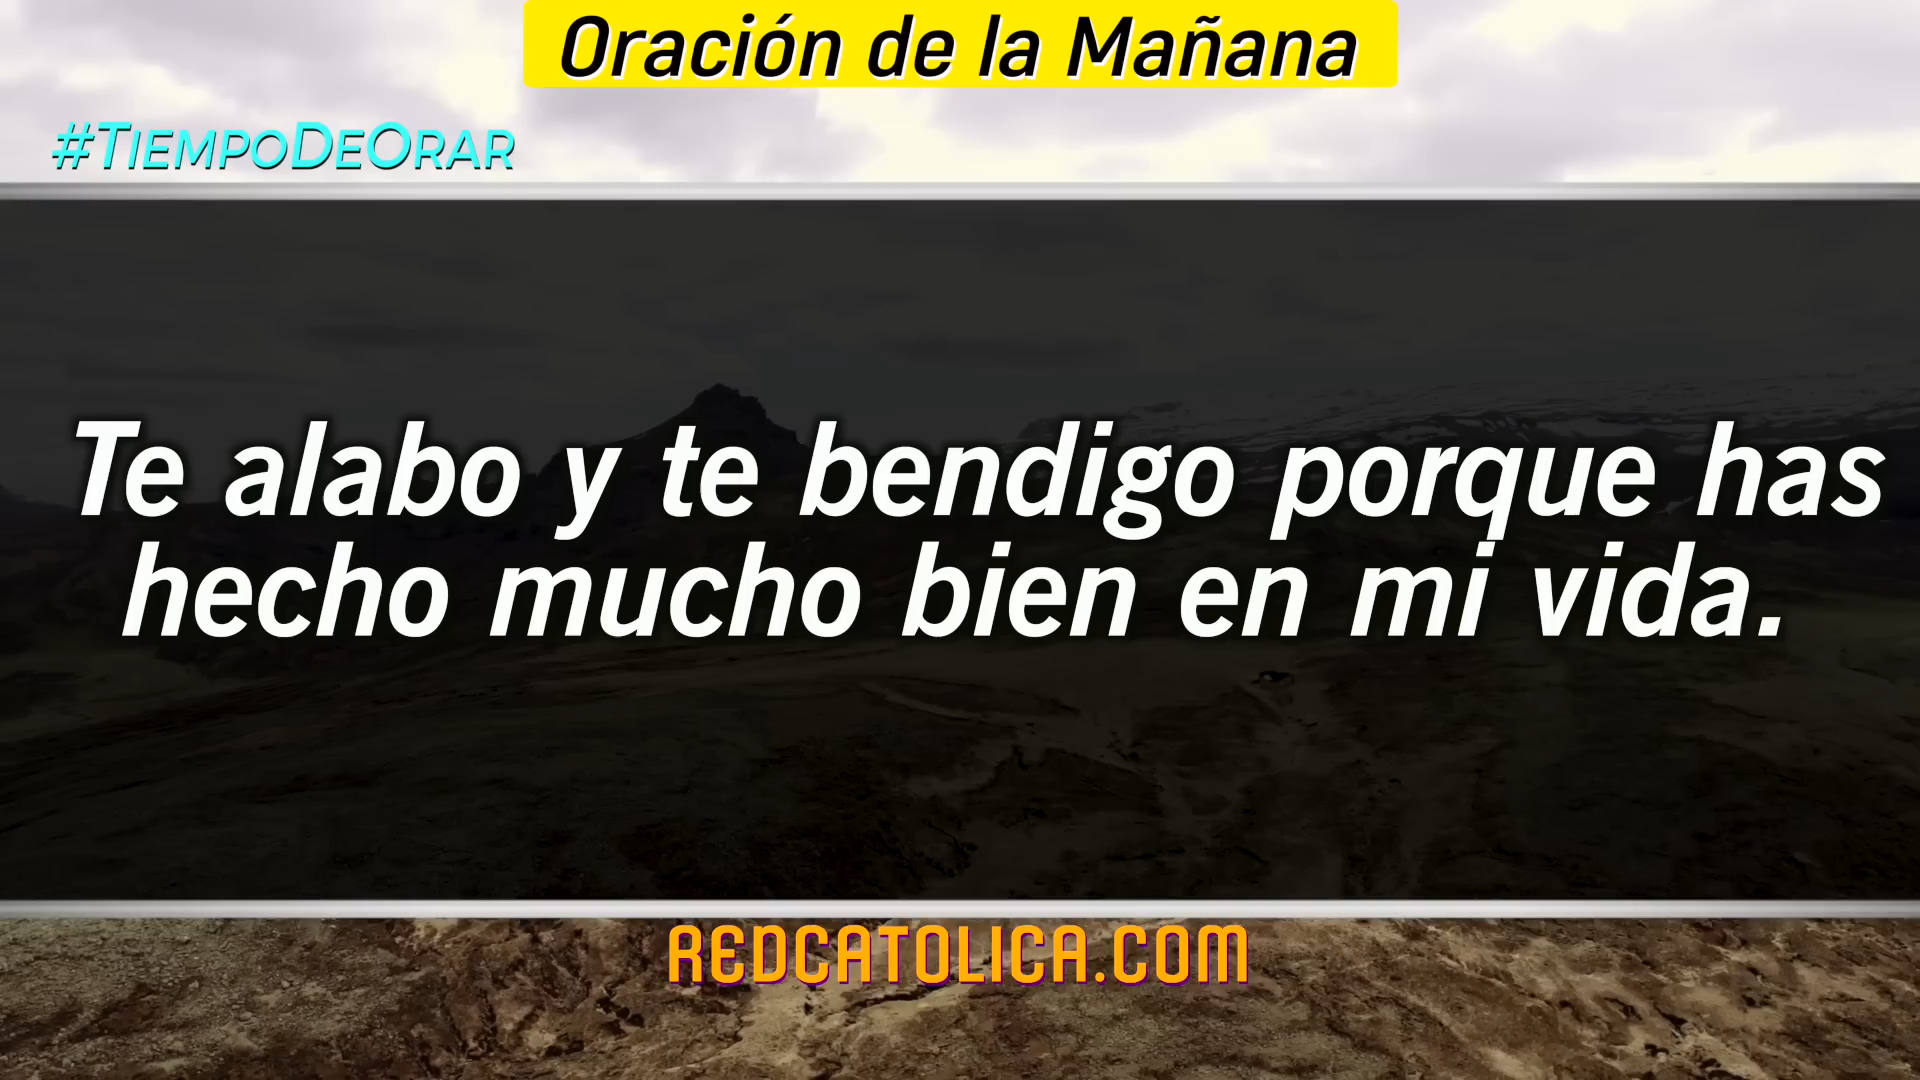 Oración de la Mañana
#TiempoDeOrar
Te alabo y te bendigo porque has
hecho mucho bien en mi vida.
REDCATOLICA.COM